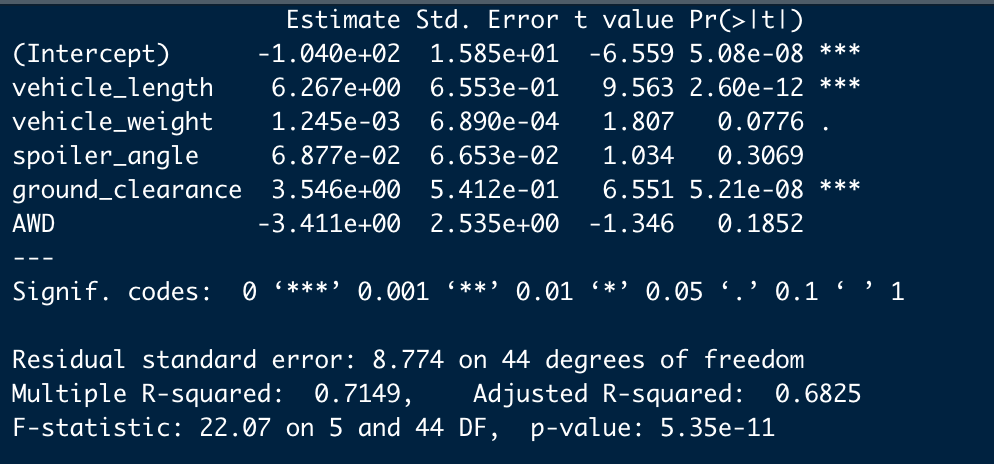 Estimate Std. Error t value Pr(>|t|)
(Intercept) -1.040e+02 1.585e+01 -6.559 5.08e-08 ***
vehicle_length 6.267e+00 6.553e-01 9.563 2.60e-12 ***
vehicle_weight 1.245e-03 6.890e-04 1.807 0.0776 .
spoiler_angle 6.877e-02 6.653e-02 1.034 0.3069
ground_clearance 3.546e+00 5.412e-01 6.551 5.21e-08 ***
AWD -3.411e+00 2.535e+00 -1.346 0.1852
---
Signif. codes: 0 ‘***’ 0.001 ‘**’ 0.01 ‘*’ 0.05 ‘.’ 0.1 ‘ ’ 1
Residual standard error: 8.774 on 44 degrees of freedom
Multiple R-squared: 0.7149, Adjusted R-squared: 0.6825
F-statistic: 22.07 on 5 and 44 DF, p-value: 5.35e-11